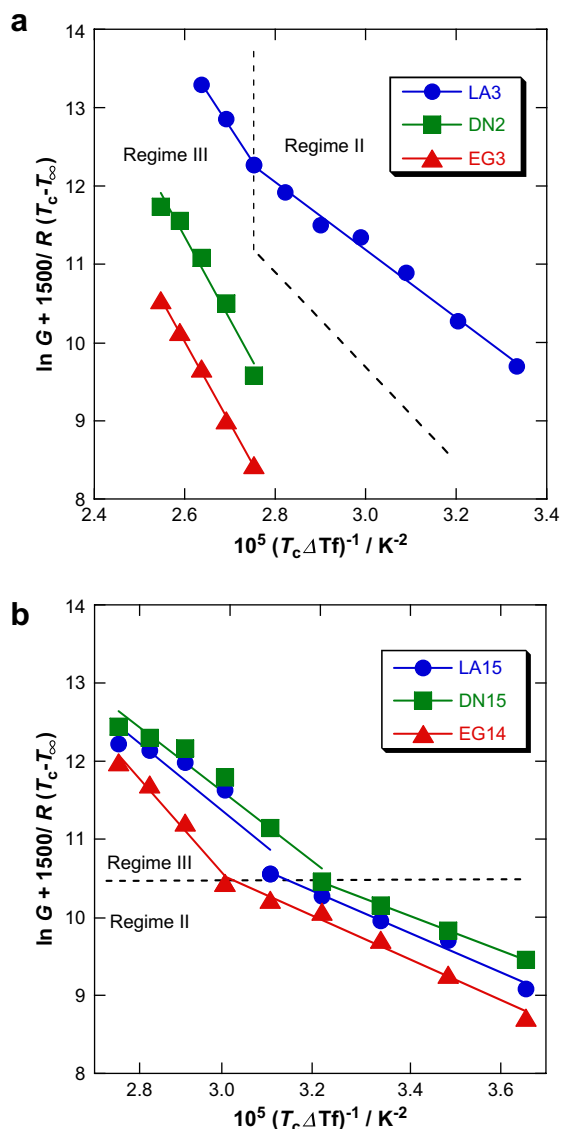 a
14
13
12
11
10
9
8
ln G + 1500/ R (Tc-T∞)
Regime III
Regime II
LA3
DN2
EG3
2.4
2.6
2.8
3.0
3.2
3.4
10⁵ (TcΔTf)⁻¹ / K⁻²
b
14
13
12
11
10
9
8
ln G + 1500/ R (Tc-T∞)
LA15
DN15
EG14
Regime III
Regime II
2.8
3.0
3.2
3.4
3.6
10⁵ (TcΔTf)⁻¹ / K⁻²